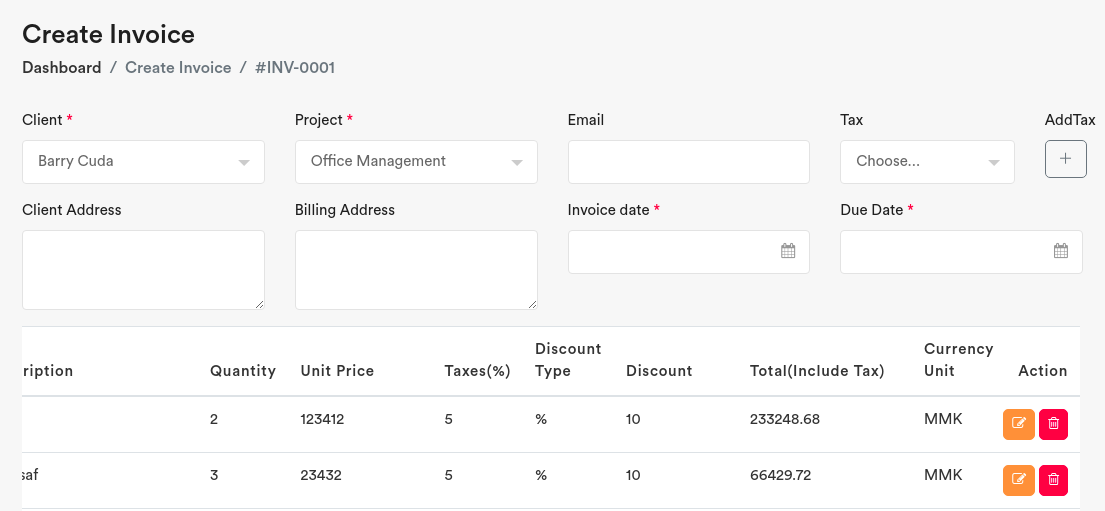 Create Invoice
Dashboard / Create Invoice / #INV-0001
Client * Project * Email Tax AddTax
Barry Cuda Office Management Choose... +
Client Address Billing Address Invoice date * Due Date *
ription Quantity Unit Price Taxes(%) Discount Type Discount Total(Include Tax) Currency Unit Action
2 123412 5 % 10 233248.68 MMK
saf 3 23432 5 % 10 66429.72 MMK